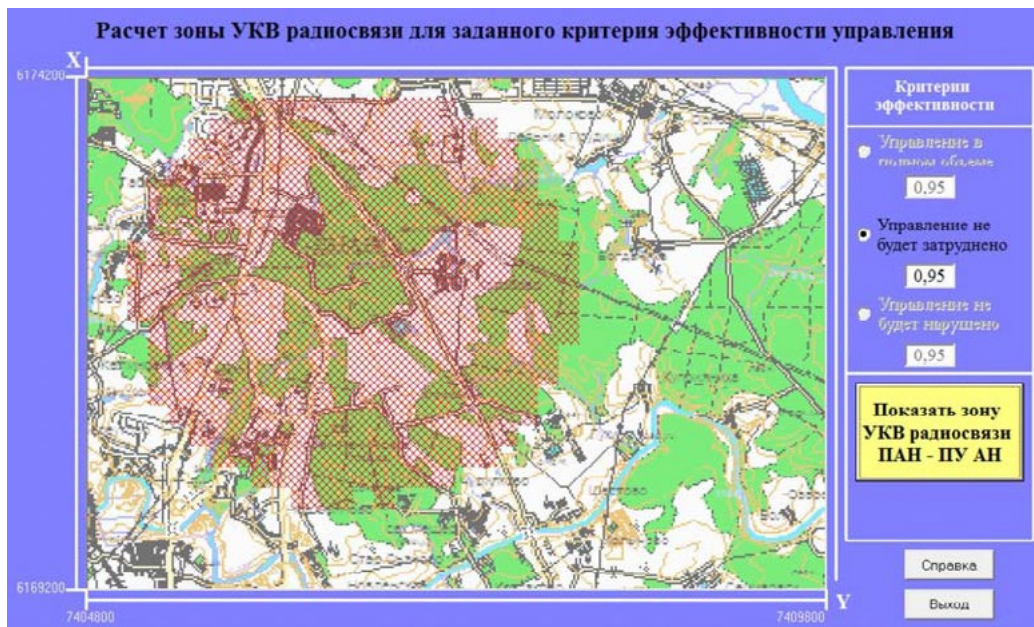 Расчет зоны УКВ радиосвязи для заданного критерия эффективности управления
X
6174200
Критерии
эффективности
Управление в
полном объеме
0,95
Управление не
будет затруднено
0,95
Управление не
будет нарушено
0,95
Показать зону
УКВ радиосвязи
ПАН - ПУ АН
Справка
Выход
6169200
Y
7404800
7409800